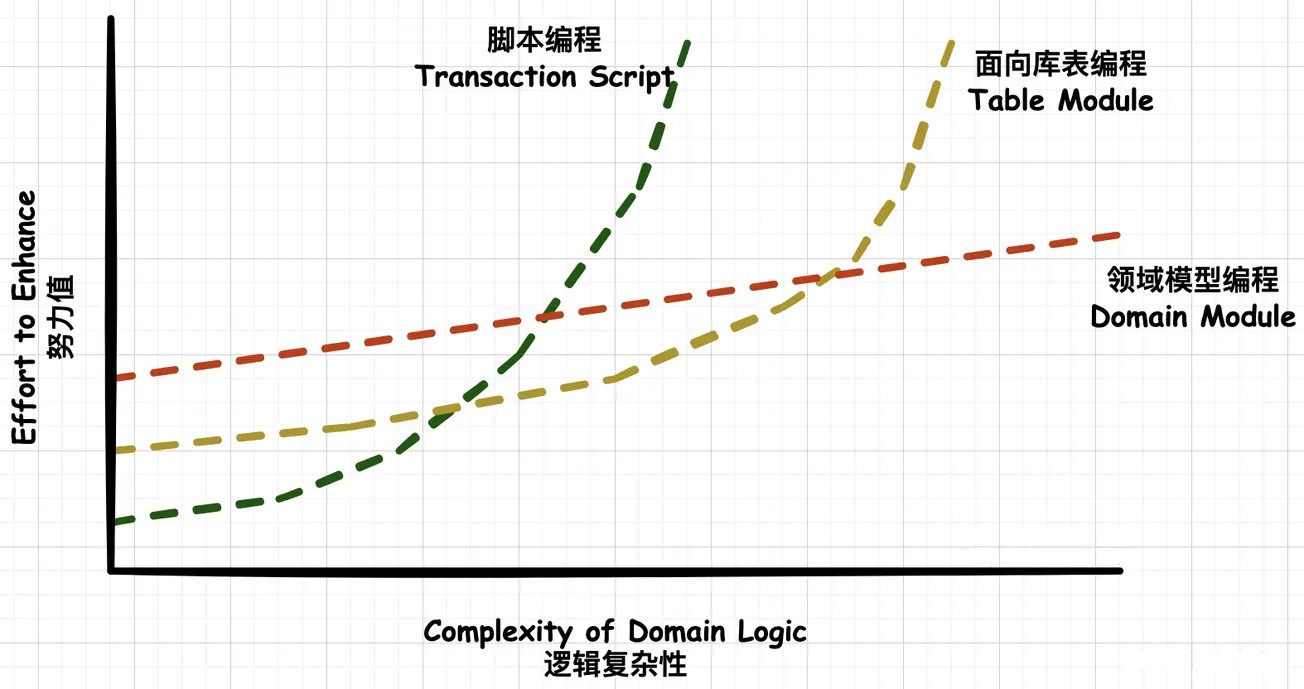 脚本编程
Transaction Script
面向库表编程
Table Module
领域模型编程
Domain Module
Effort to Enhance
努力值
Complexity of Domain Logic
逻辑复杂性